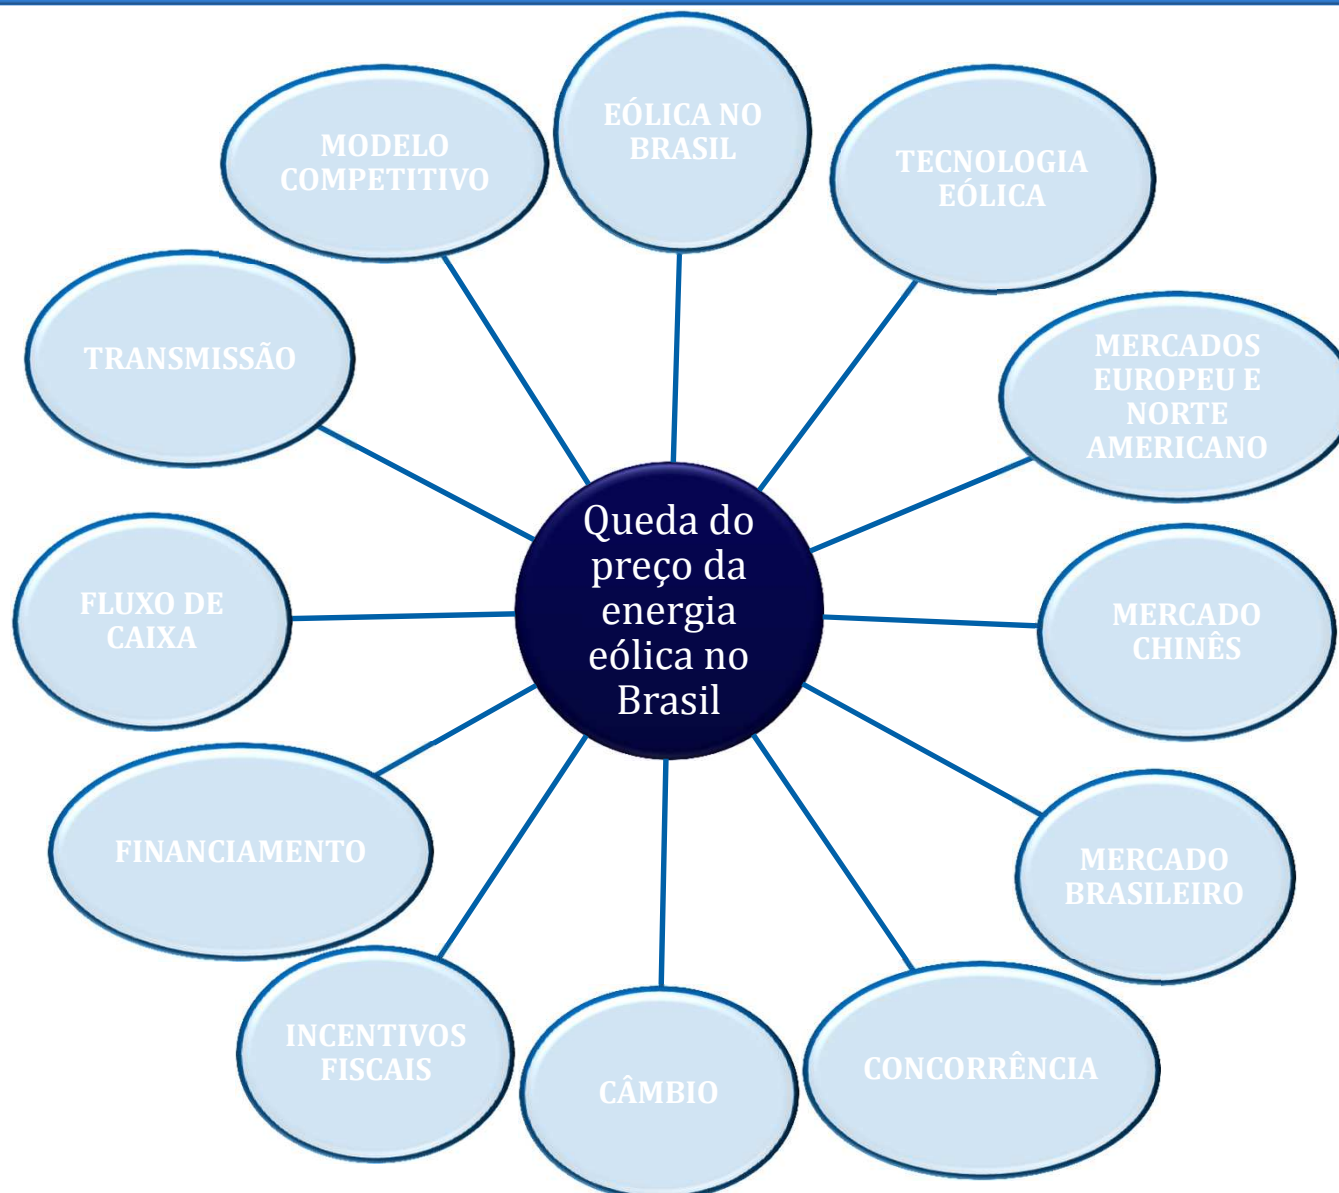 EÓLICA NO
BRASIL
TECNOLOGIA
EÓLICA
MERCADOS
EUROPEU E
NORTE
AMERICANO
MERCADO
CHINÊS
MERCADO
BRASILEIRO
CONCORRÊNCIA
CÂMBIO
INCENTIVOS
FISCAIS
FINANCIAMENTO
FLUXO DE
CAIXA
TRANSMISSÃO
MODELO
COMPETITIVO
Queda do
preço da
energia
eólica no
Brasil